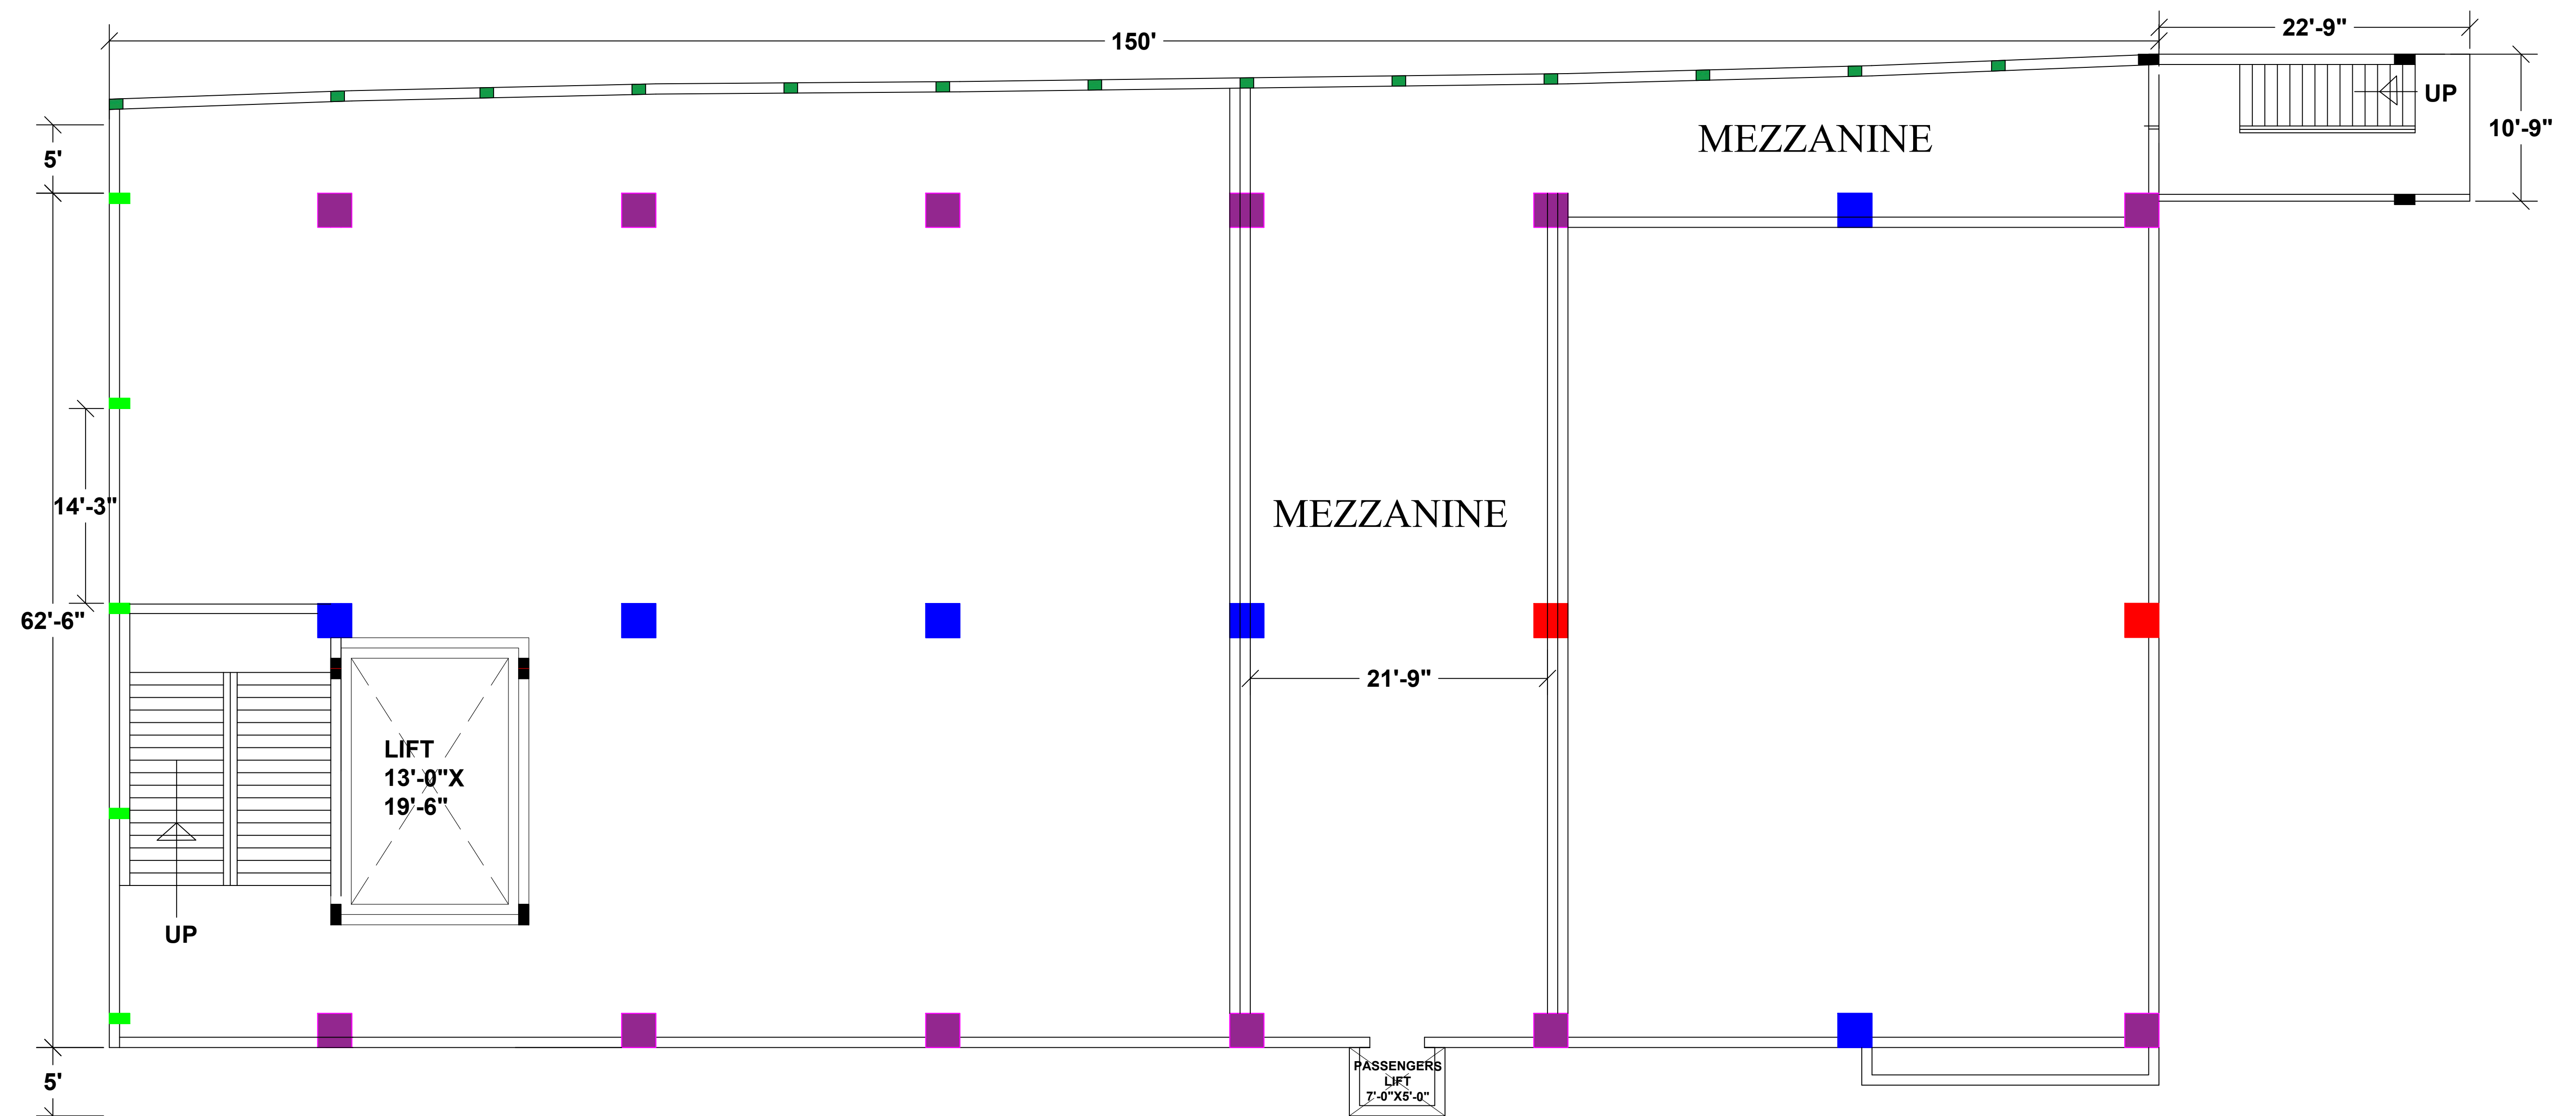 150'
22'-9"
UP
10'-9"
MEZZANINE
5'
14'-3"
MEZZANINE
62'-6"
21'-9"
LIFT
13'-0"X
19'-6"
UP
PASSENGERS
LIFT
7'-0"X5'-0"
5'